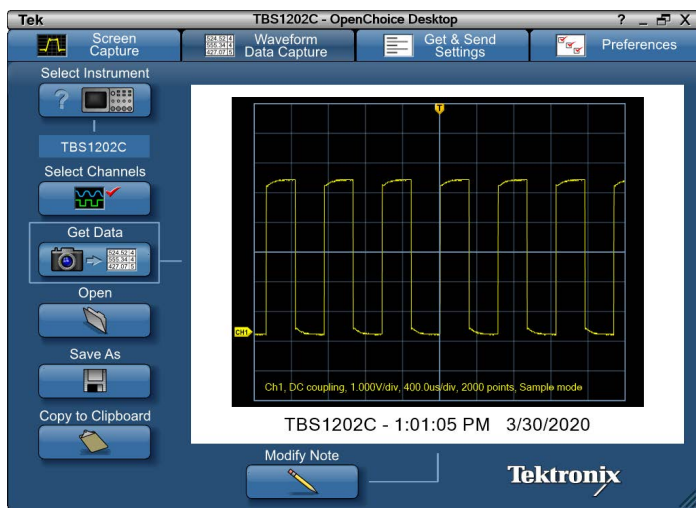 Tek
TBS1202C - OpenChoice Desktop
? _ X
Screen
Capture
Waveform
Data Capture
Get & Send
Settings
Preferences
Select Instrument
?
TBS1202C
Select Channels
Get Data
Open
Save As
Copy to Clipboard
CH1
Ch1, DC coupling, 1.000V/div, 400.0us/div, 2000 points, Sample mode
TBS1202C - 1:01:05 PM 3/30/2020
Modify Note
Tektronix